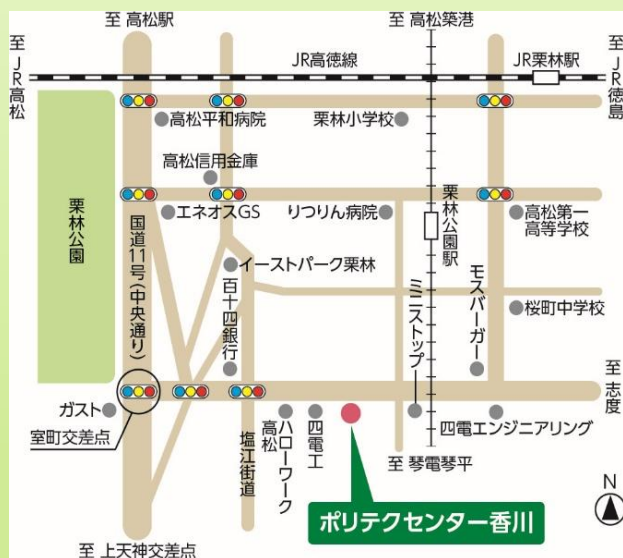 至 高松駅
至 高松築港
至 JR高松
JR高徳線
JR栗林駅
至 JR徳島
高松平和病院
栗林小学校
高松信用金庫
栗林公園
エネオスGS
りつりん病院
栗林公園駅
高松第一
高等学校
国道11号(中央通り)
イーストパーク栗林
百十四銀行
ミニストップ
モスバーガー
桜町中学校
至 志度
ガスト
室町交差点
塩江街道
ハローワーク
高松
四電工
四電エンジニアリング
至 琴電琴平
ポリテクセンター香川
N
至 上天神交差点